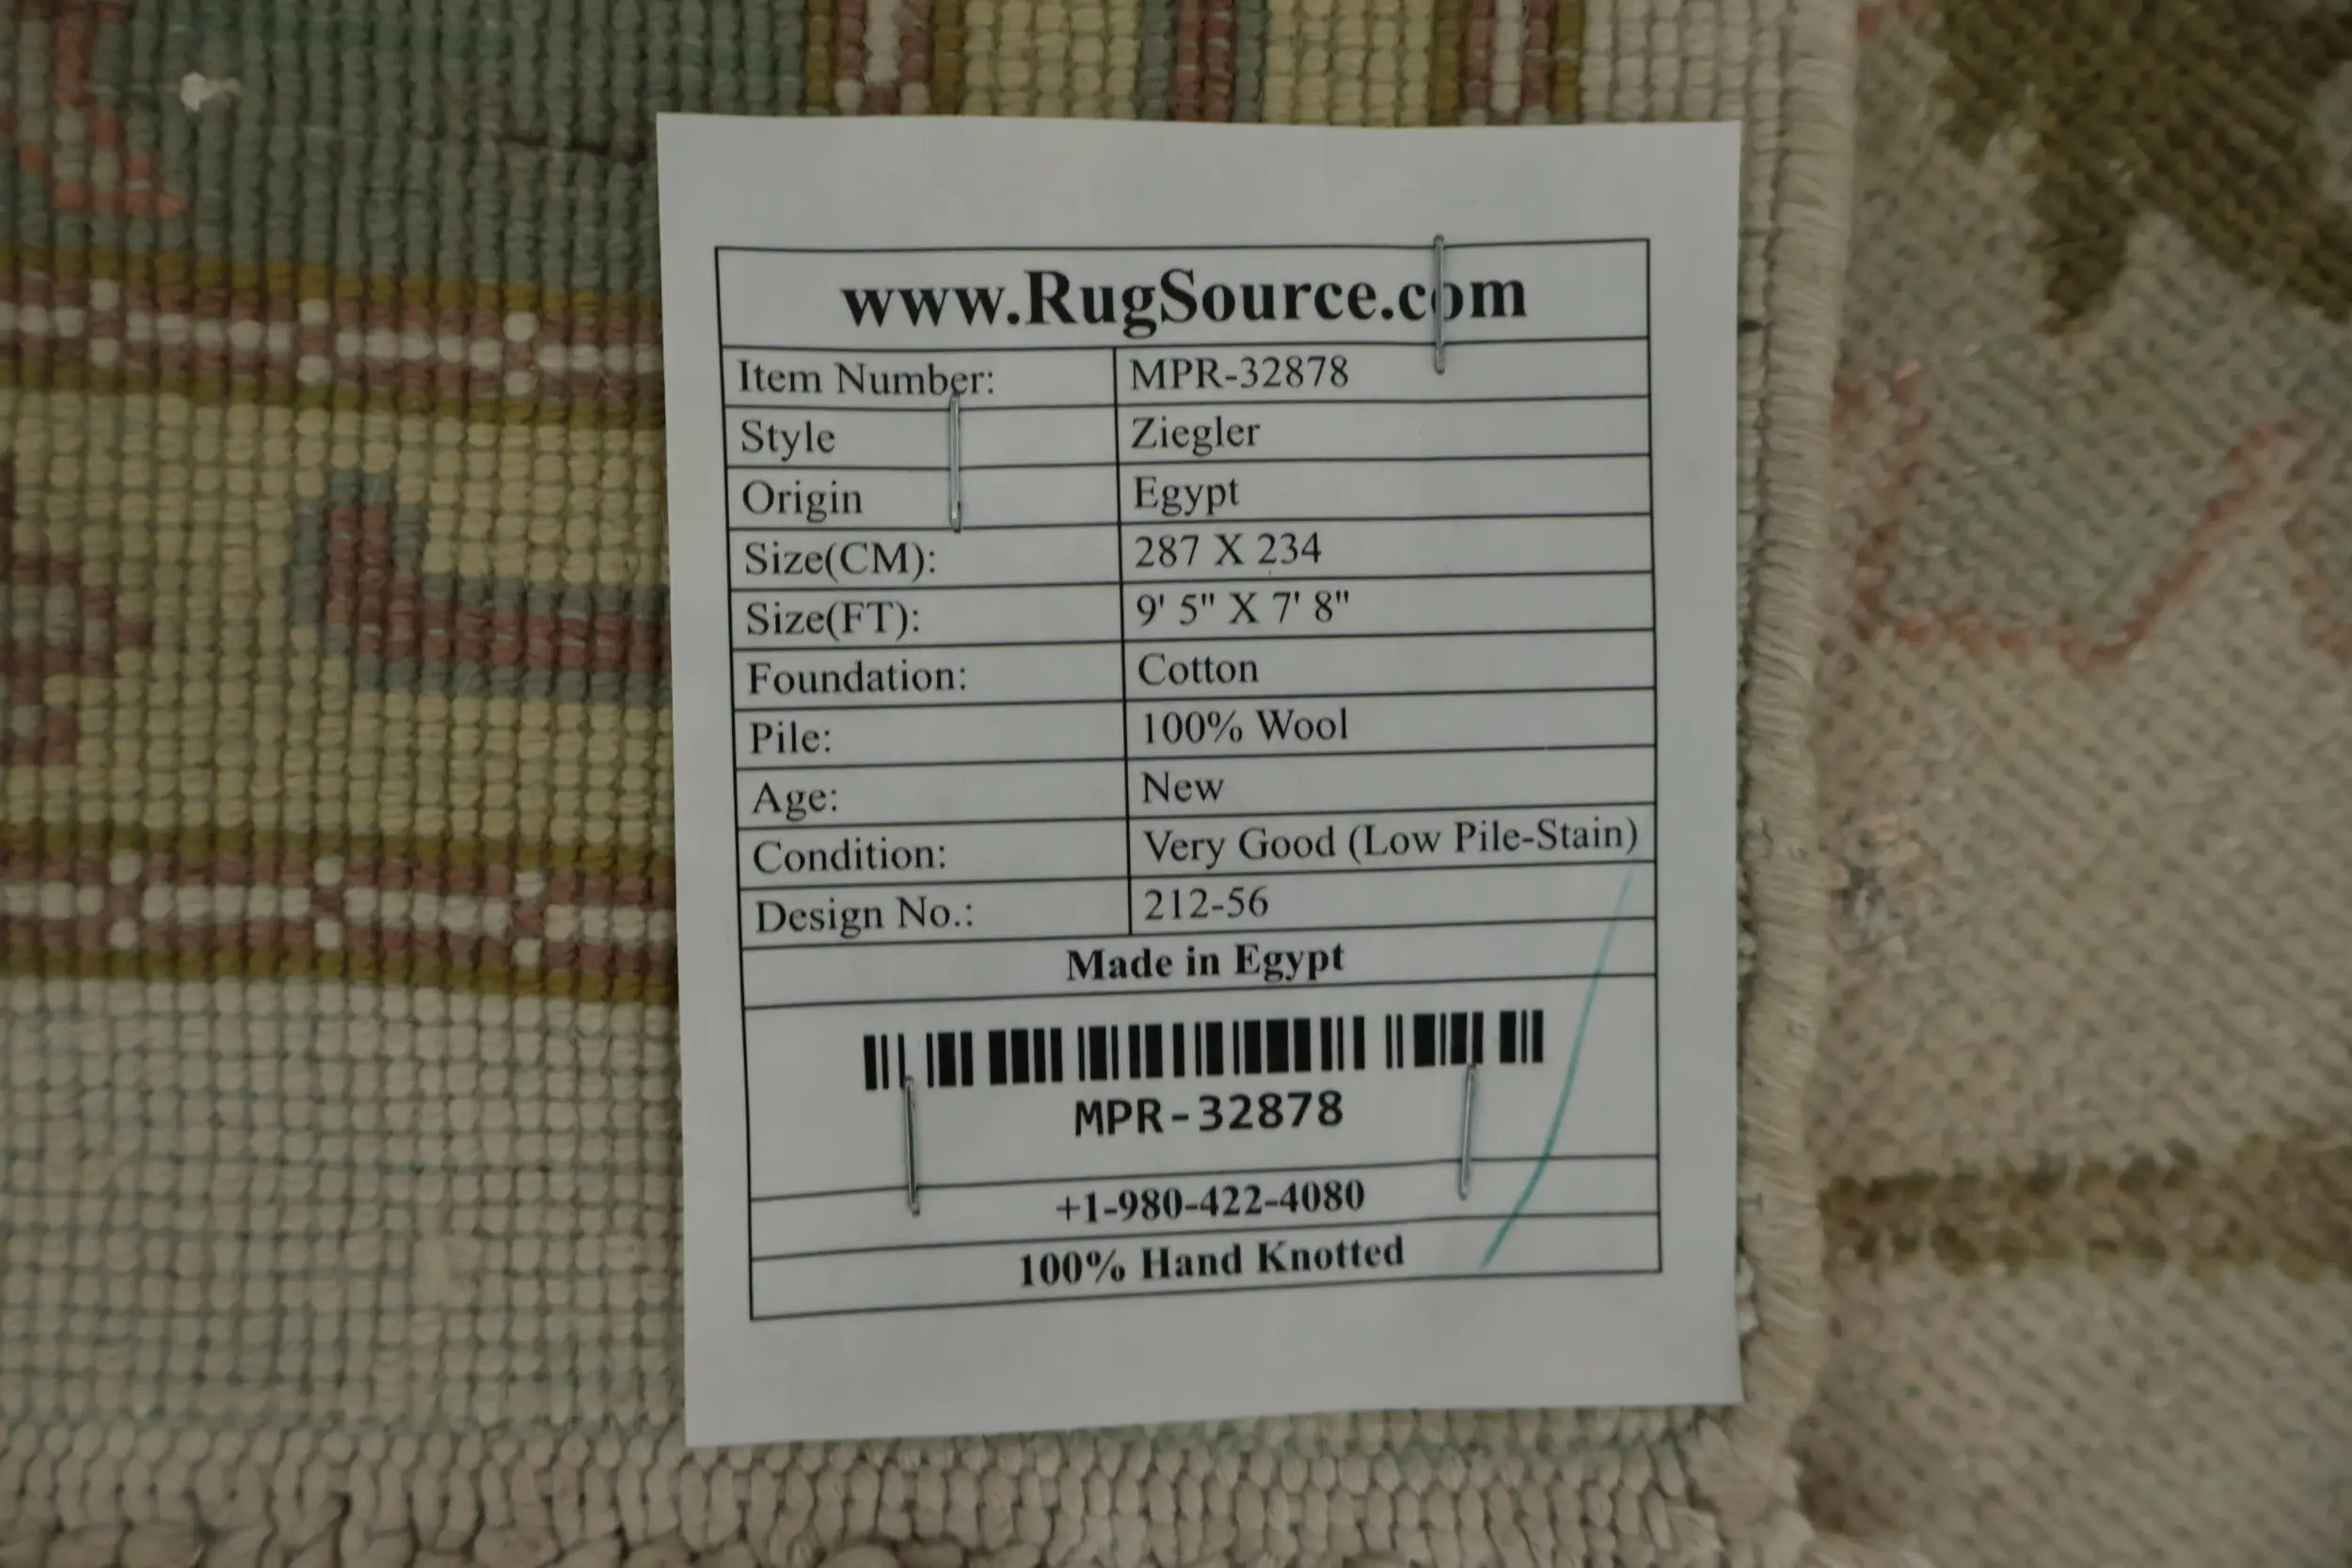 www.RugSource.com
Item Number: MPR-32878
Style Ziegler
Origin Egypt
Size(CM): 287 X 234
Size(FT): 9' 5" X 7' 8"
Foundation: Cotton
Pile: 100% Wool
Age: New
Condition: Very Good (Low Pile-Stain)
Design No.: 212-56
Made in Egypt
MPR-32878
+1-980-422-4080
100% Hand Knotted